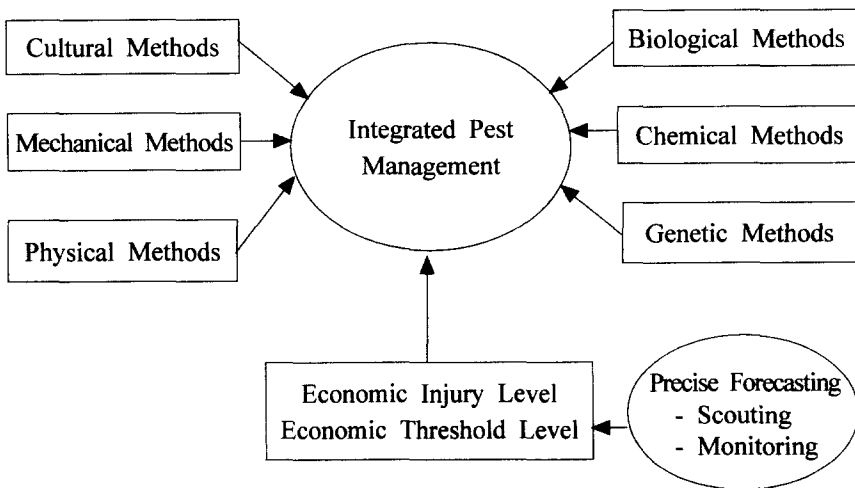 Cultural Methods
Mechanical Methods
Physical Methods
Integrated Pest
Management
Biological Methods
Chemical Methods
Genetic Methods
Economic Injury Level
Economic Threshold Level
Precise Forecasting
- Scouting
- Monitoring